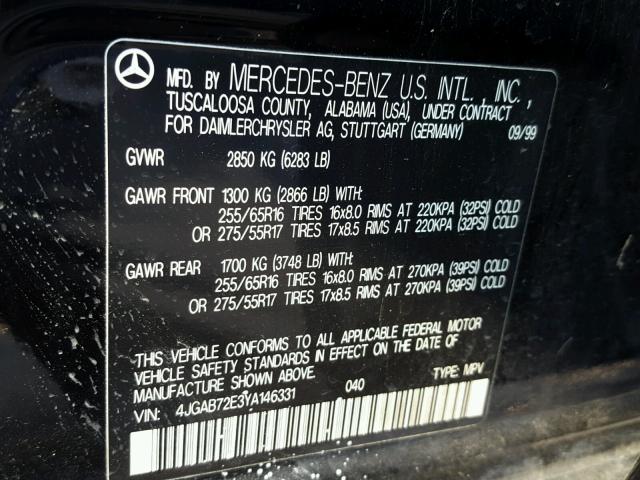 MFD. BY MERCEDES-BENZ U.S. INTL., INC.,
TUSCALOOSA COUNTY, ALABAMA (USA), UNDER CONTRACT
FOR DAIMLERCHRYSLER AG, STUTTGART (GERMANY) 09/99
GVWR 2850 KG (6283 LB)
GAWR FRONT 1300 KG (2866 LB) WITH:
255/65R16 TIRES 16x8.0 RIMS AT 220KPA (32PSI) COLD
OR 275/55R17 TIRES 17x8.5 RIMS AT 220KPA (32PSI) COLD
GAWR REAR 1700 KG (3748 LB) WITH:
255/65R16 TIRES 16x8.0 RIMS AT 270KPA (39PSI) COLD
OR 275/55R17 TIRES 17x8.5 RIMS AT 270KPA (39PSI) COLD
THIS VEHICLE CONFORMS TO ALL APPLICABLE FEDERAL MOTOR
VEHICLE SAFETY STANDARDS IN EFFECT ON THE DATE OF
MANUFACTURE SHOWN ABOVE.
VIN: 4JGAB72E3YA146331 040 TYPE: MPV